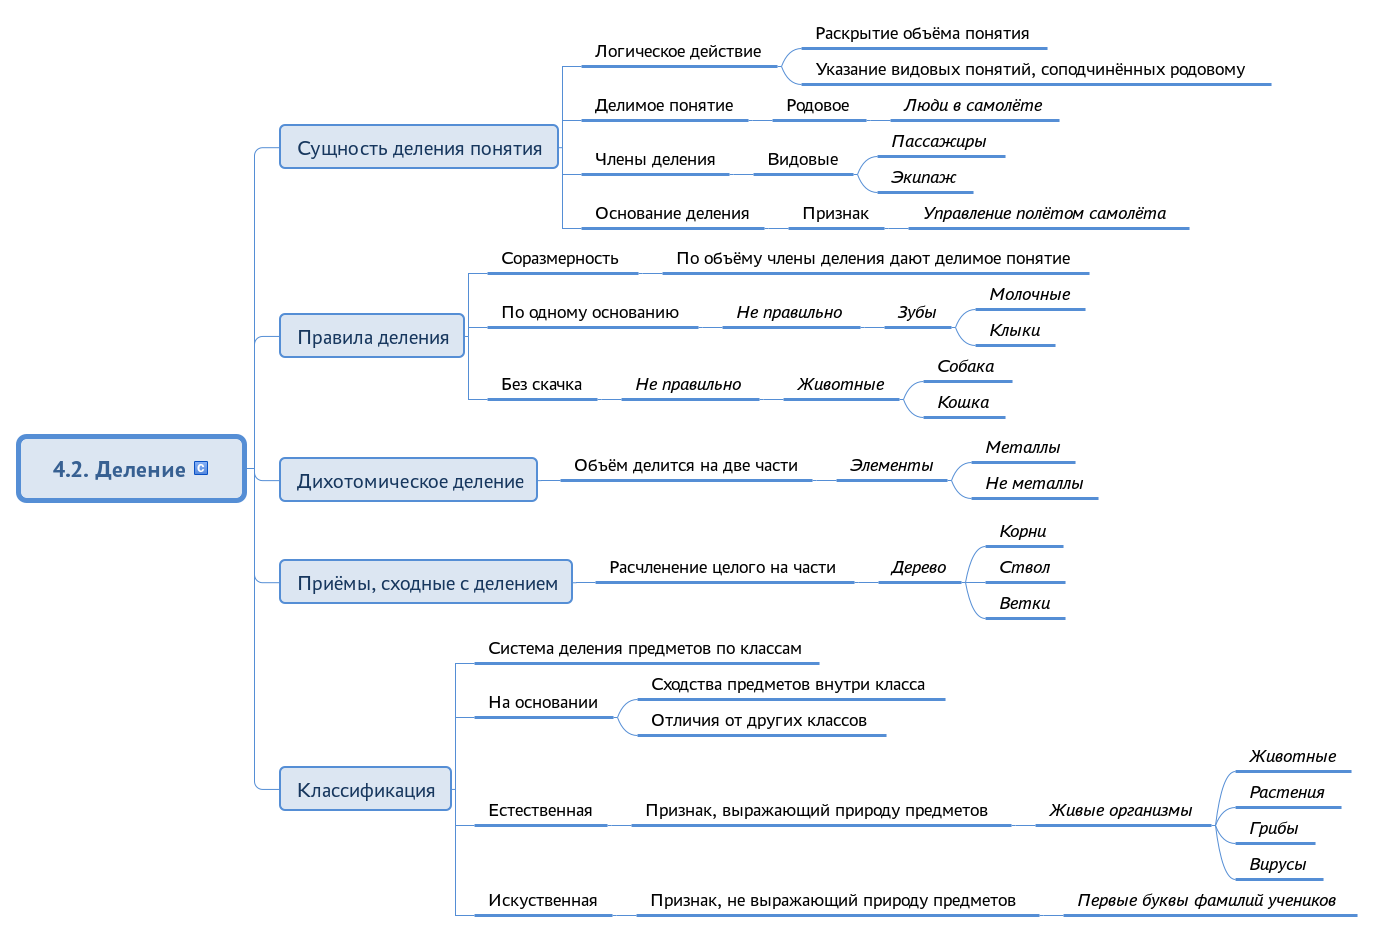 4.2. Деление
Сущность деления понятия
Логическое действие
Раскрытие объёма понятия
Указание видовых понятий, соподчинённых родовому
Делимое понятие
Родовое
Люди в самолёте
Члены деления
Видовые
Пассажиры
Экипаж
Основание деления
Признак
Управление полётом самолёта
Правила деления
Соразмерность
По объёму члены деления дают делимое понятие
По одному основанию
Не правильно
Зубы
Молочные
Клыки
Без скачка
Не правильно
Животные
Собака
Кошка
Дихотомическое деление
Объём делится на две части
Элементы
Металлы
Не металлы
Приёмы, сходные с делением
Расчленение целого на части
Дерево
Корни
Ствол
Ветки
Классификация
Система деления предметов по классам
На основании
Сходства предметов внутри класса
Отличия от других классов
Естественная
Признак, выражающий природу предметов
Живые организмы
Животные
Растения
Грибы
Вирусы
Искуственная
Признак, не выражающий природу предметов
Первые буквы фамилий учеников